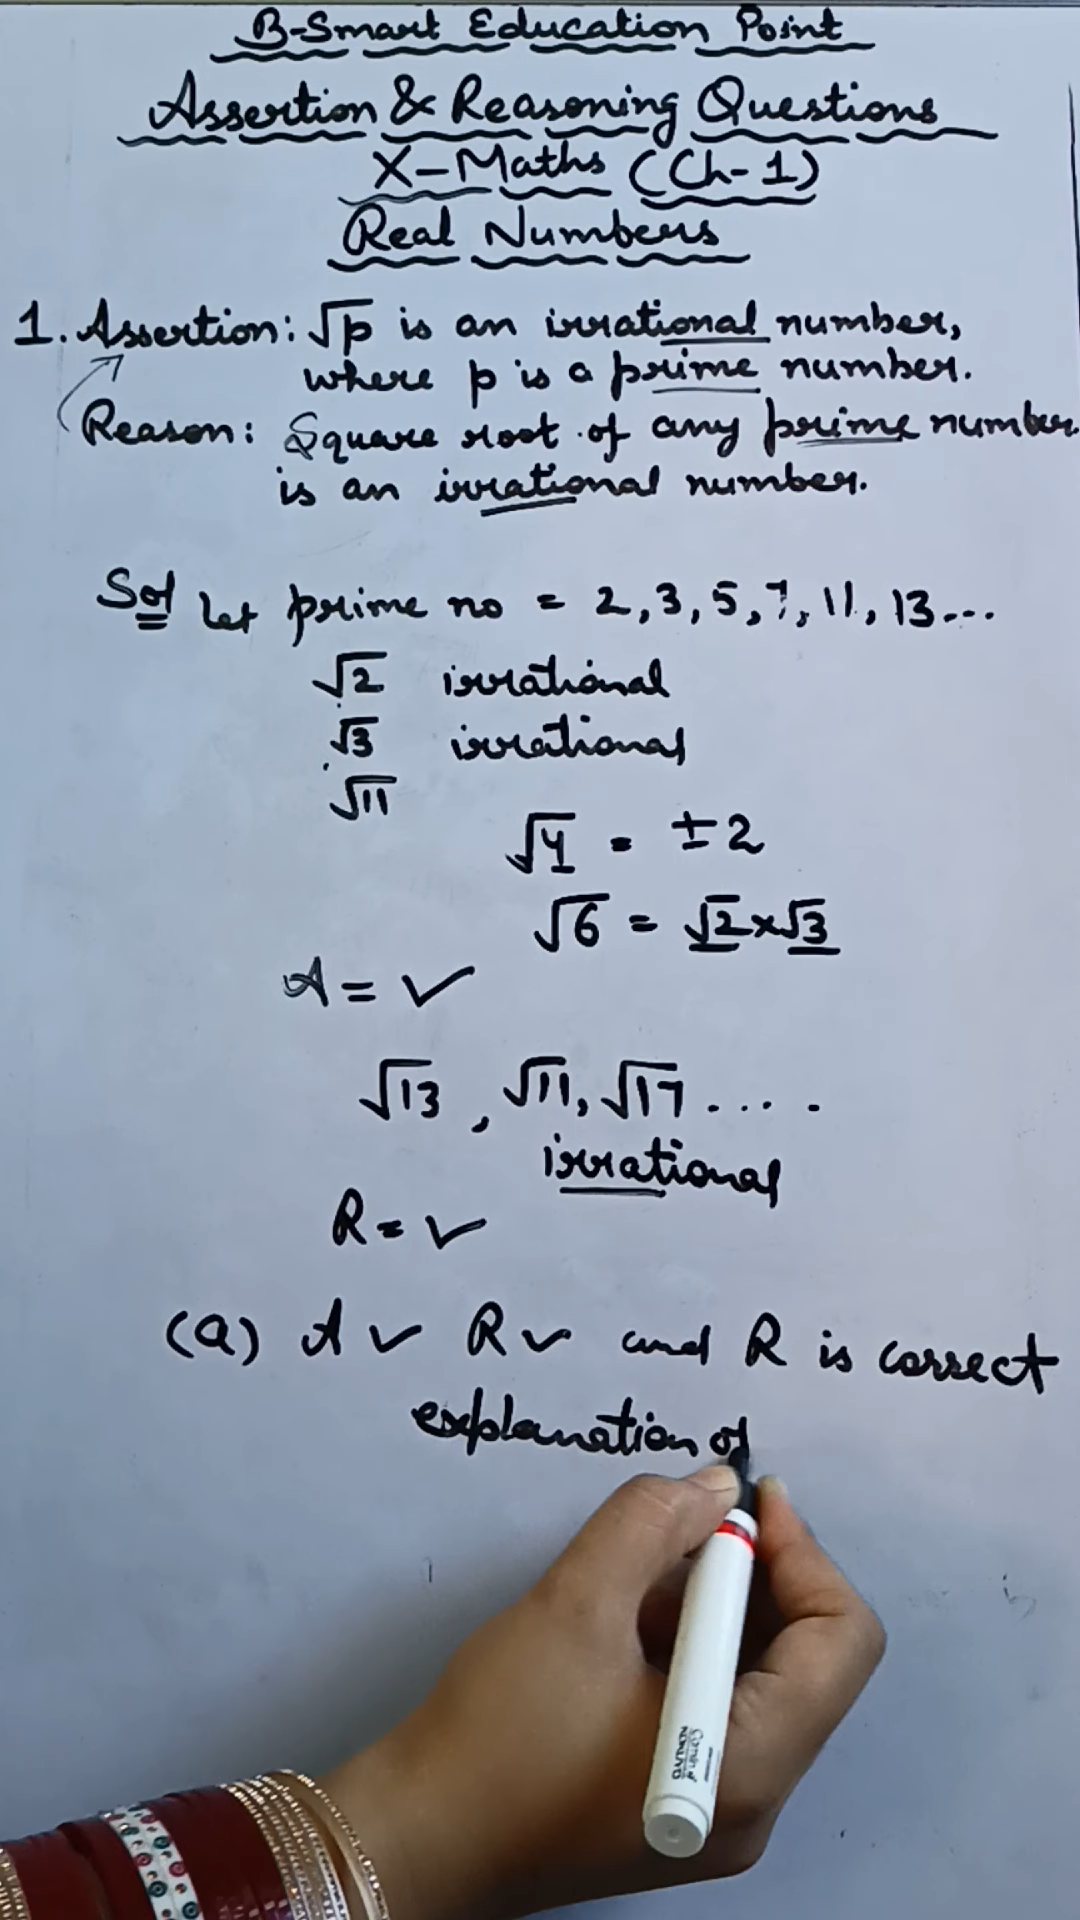 B-Smart Education Point
Assertion & Reasoning Questions
X-Maths (Ch-1)
Real Numbers
1. Assertion: √p is an irrational number,
where p is a prime number.
Reason: Square root of any prime number
is an irrational number.
Sol Let prime no = 2, 3, 5, 7, 11, 13...
√2 irrational
√3 irrational
√11
√4 = ±2
√6 = √2×√3
A = ✓
√13, √11, √17.....
irrational
R = ✓
(a) A ✓ R ✓ and R is correct
explanation of